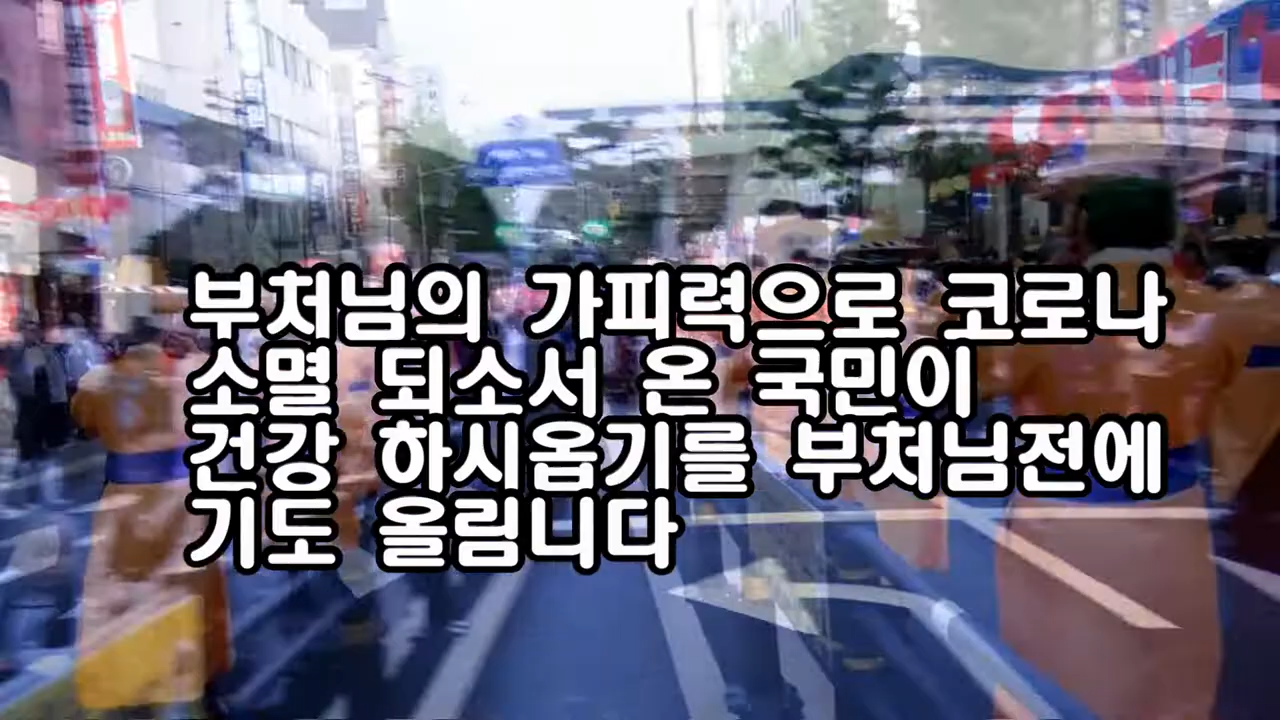 부처님의 가피력으로 코로나
소멸 되소서 온 국민이
건강 하시옵기를 부처님전에
기도 올림니다